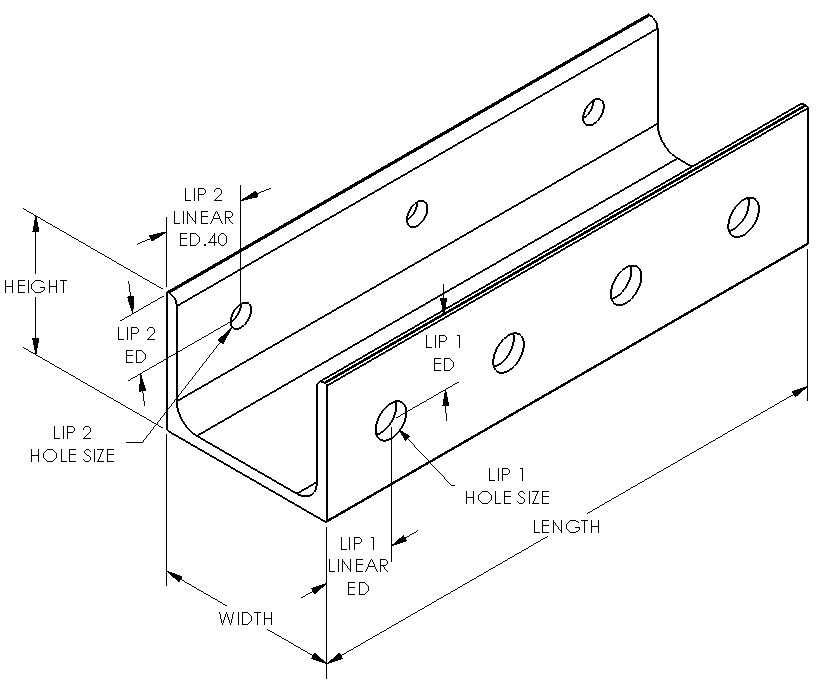 LIP 2
LINEAR
ED.40
HEIGHT
LIP 2
ED
LIP 1
ED
LIP 2
HOLE SIZE
LIP 1
HOLE SIZE
LENGTH
LIP 1
LINEAR
ED
WIDTH